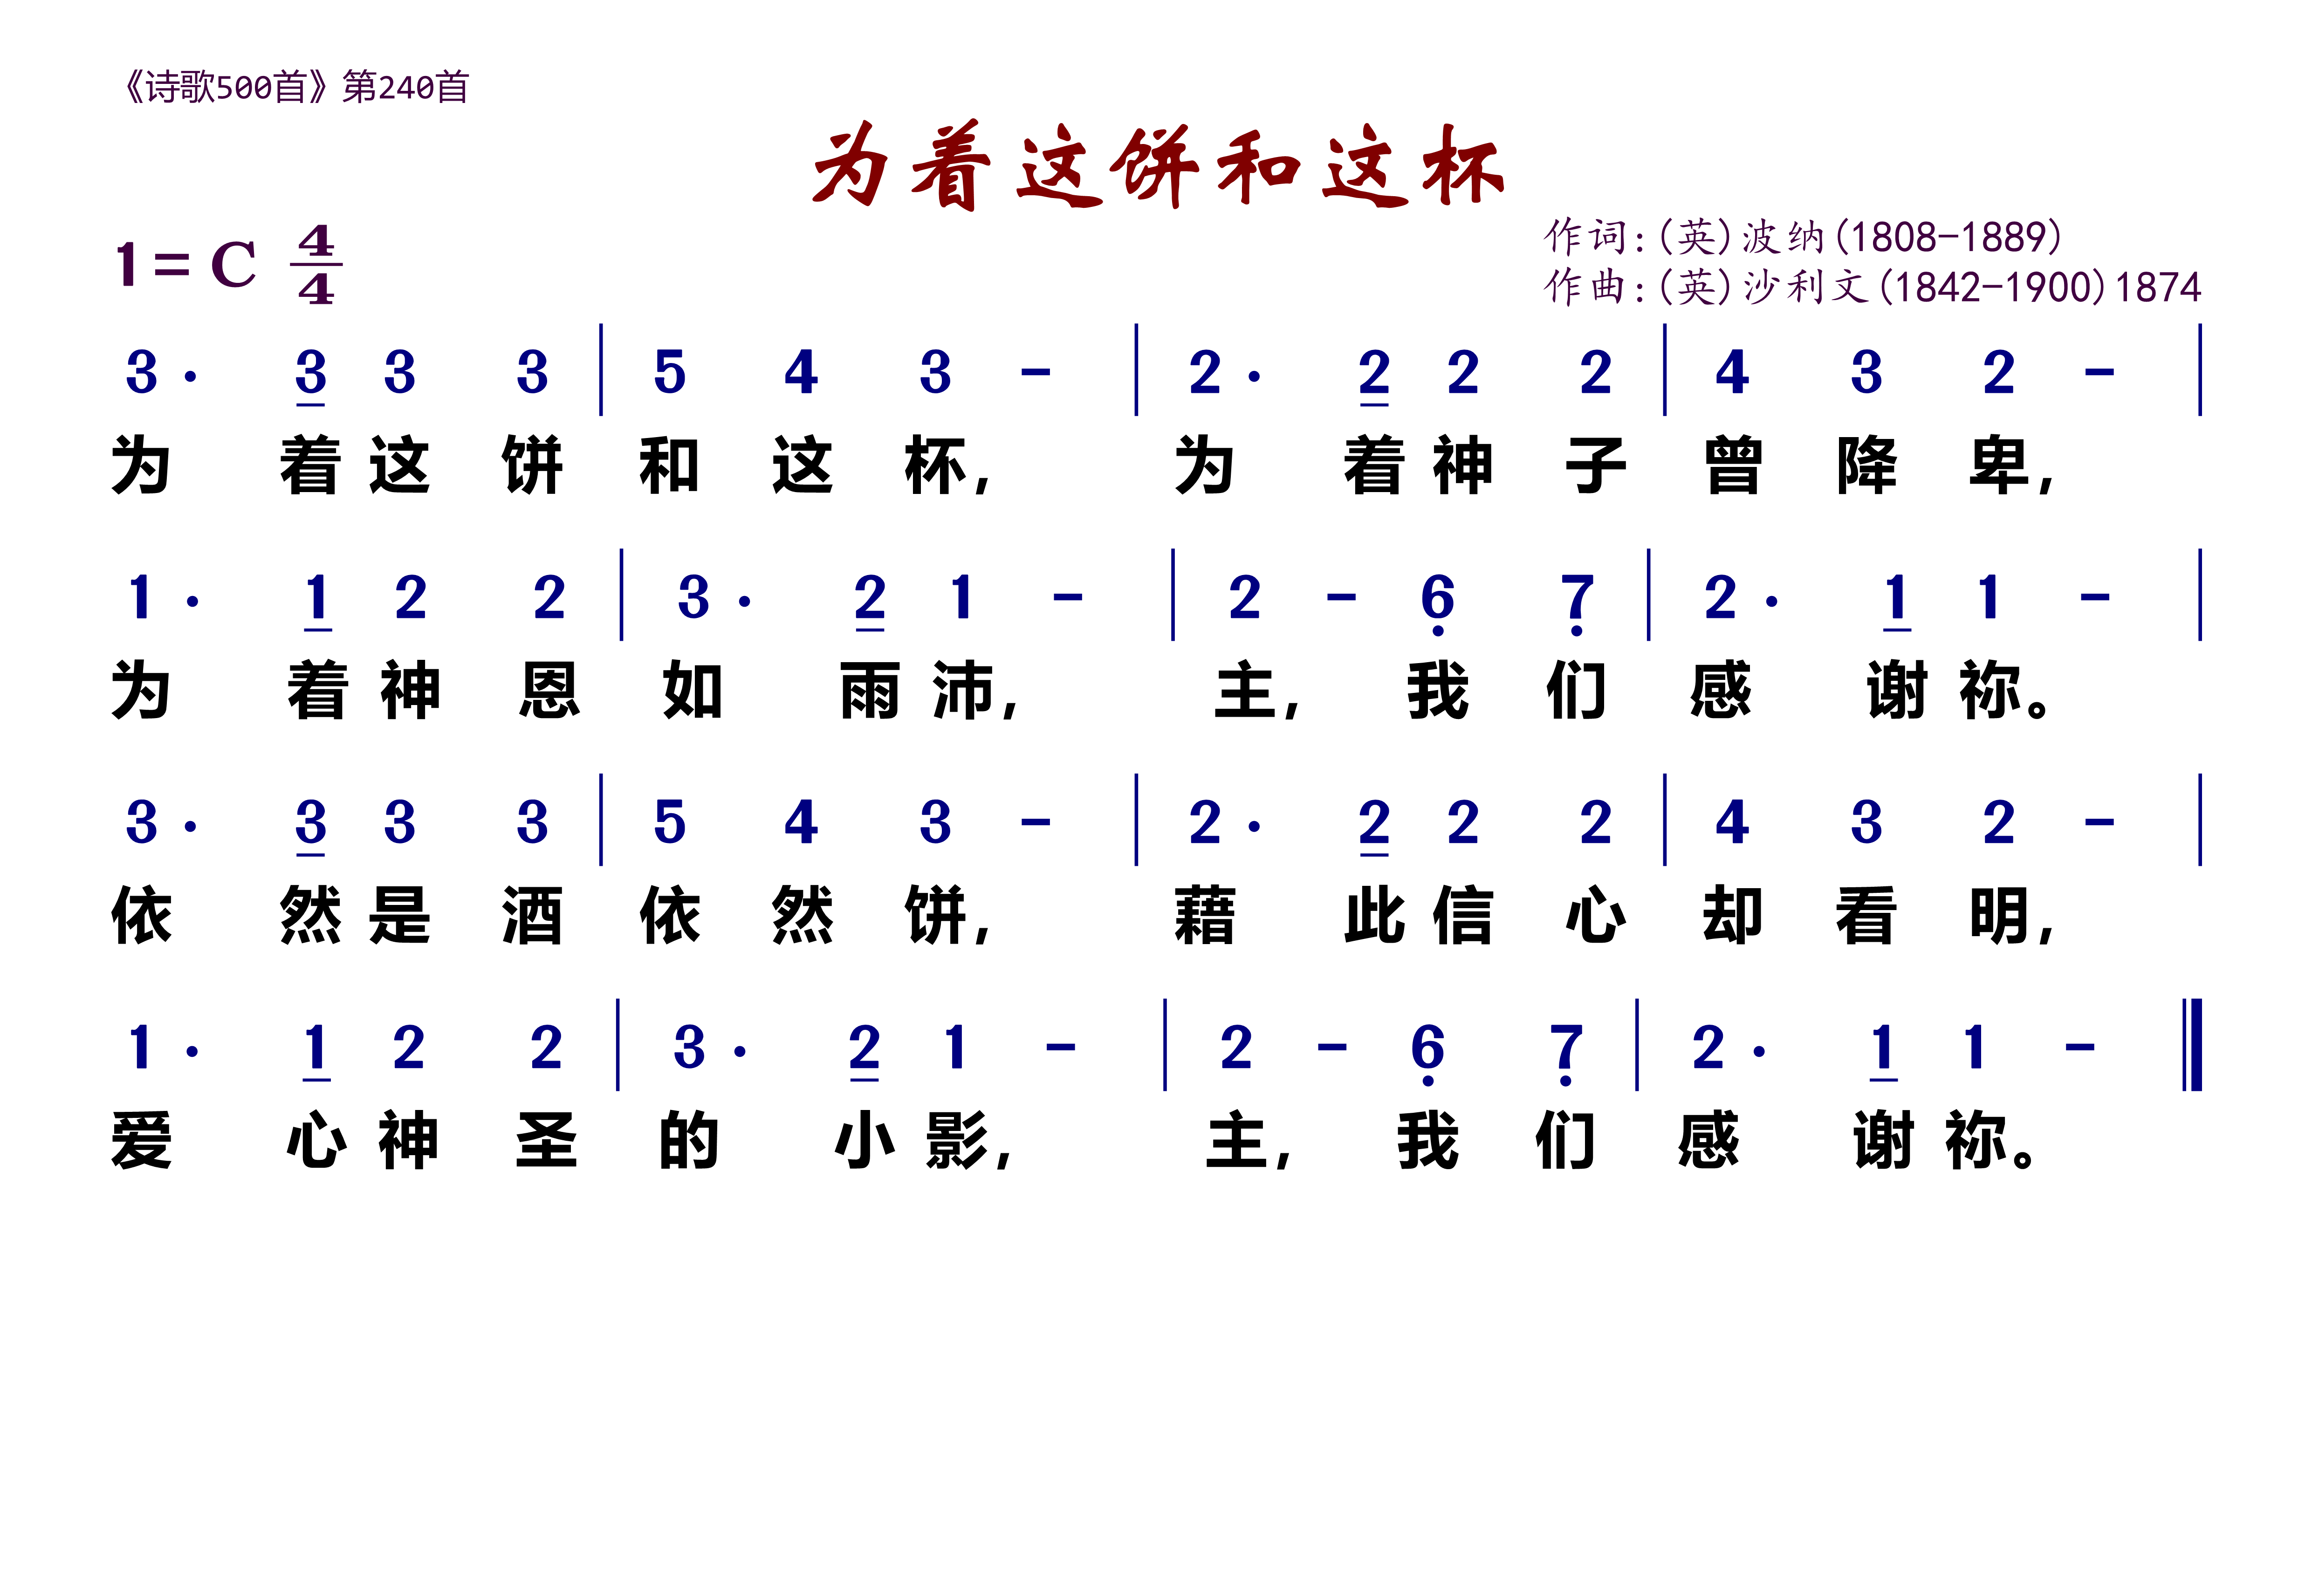 《诗歌500首》第240首
为着这饼和这杯
1=C 4/4
作词:(英)波纳(1808-1889)
作曲:(英)沙利文(1842-1900)1874
3 · 3 3 3 | 5 4 3 - | 2 · 2 2 2 | 4 3 2 - |
为 着 这 饼 和 这 杯, 为 着 神 子 曾 降 卑,
1 · 1 2 2 | 3 · 2 1 - | 2 - 6 7 | 2 · 1 1 - |
为 着 神 恩 如 雨 沛, 主, 我 们 感 谢 祢。
3 · 3 3 3 | 5 4 3 - | 2 · 2 2 2 | 4 3 2 - |
依 然 是 酒 依 然 饼, 藉 此 信 心 却 看 明,
1 · 1 2 2 | 3 · 2 1 - | 2 - 6 7 | 2 · 1 1 - ‖
爱 心 神 圣 的 小 影, 主, 我 们 感 谢 祢。